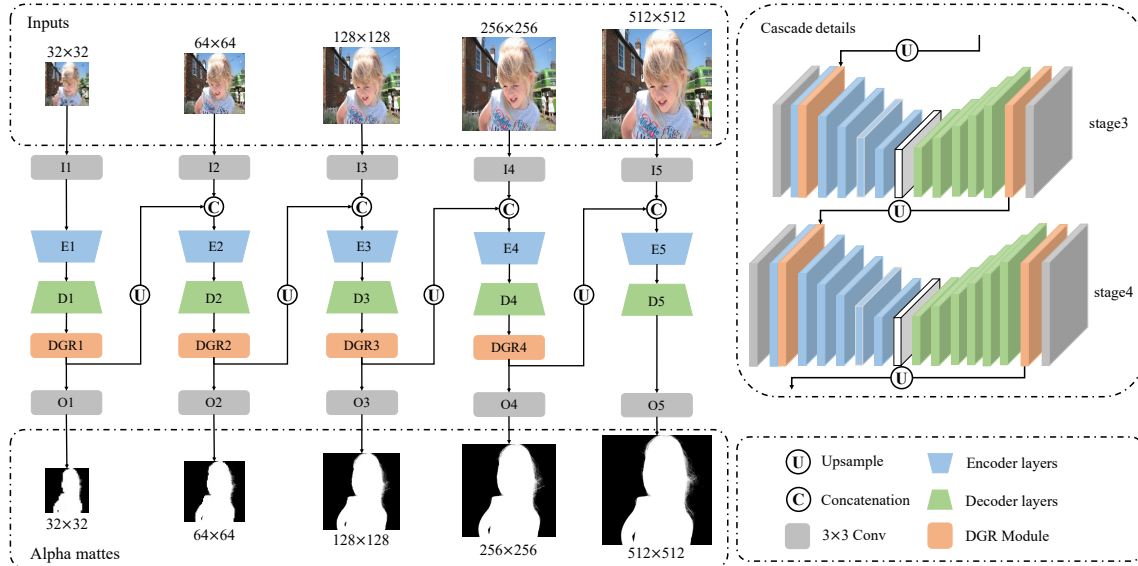 Inputs
32×32
64×64
128×128
256×256
512×512
I1
I2
I3
I4
I5
C
C
C
C
E1
E2
E3
E4
E5
U
U
U
U
D1
D2
D3
D4
D5
DGR1
DGR2
DGR3
DGR4
O1
O2
O3
O4
O5
32×32
64×64
128×128
256×256
512×512
Alpha mattes
Cascade details
U
stage3
U
stage4
U
U Upsample
Encoder layers
C Concatenation
Decoder layers
3×3 Conv
DGR Module